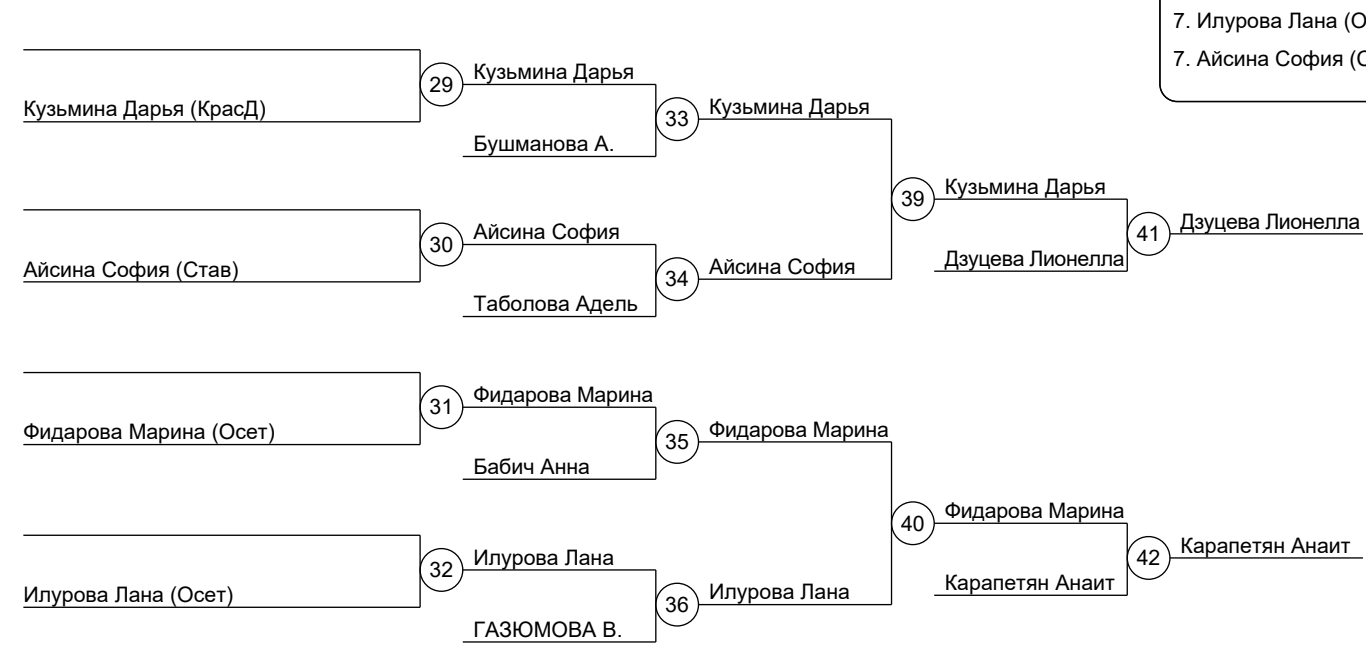 7. Илурова Лана (О
7. Айсина София (С
Кузьмина Дарья (КрасД)
29
Кузьмина Дарья
Бушманова А.
33
Кузьмина Дарья
Айсина София (Став)
30
Айсина София
Таболова Адель
34
Айсина София
39
Кузьмина Дарья
Дзуцева Лионелла
41
Дзуцева Лионелла
Фидарова Марина (Осет)
31
Фидарова Марина
Бабич Анна
35
Фидарова Марина
Илурова Лана (Осет)
32
Илурова Лана
ГАЗЮМОВА В.
36
Илурова Лана
40
Фидарова Марина
Карапетян Анаит
42
Карапетян Анаит